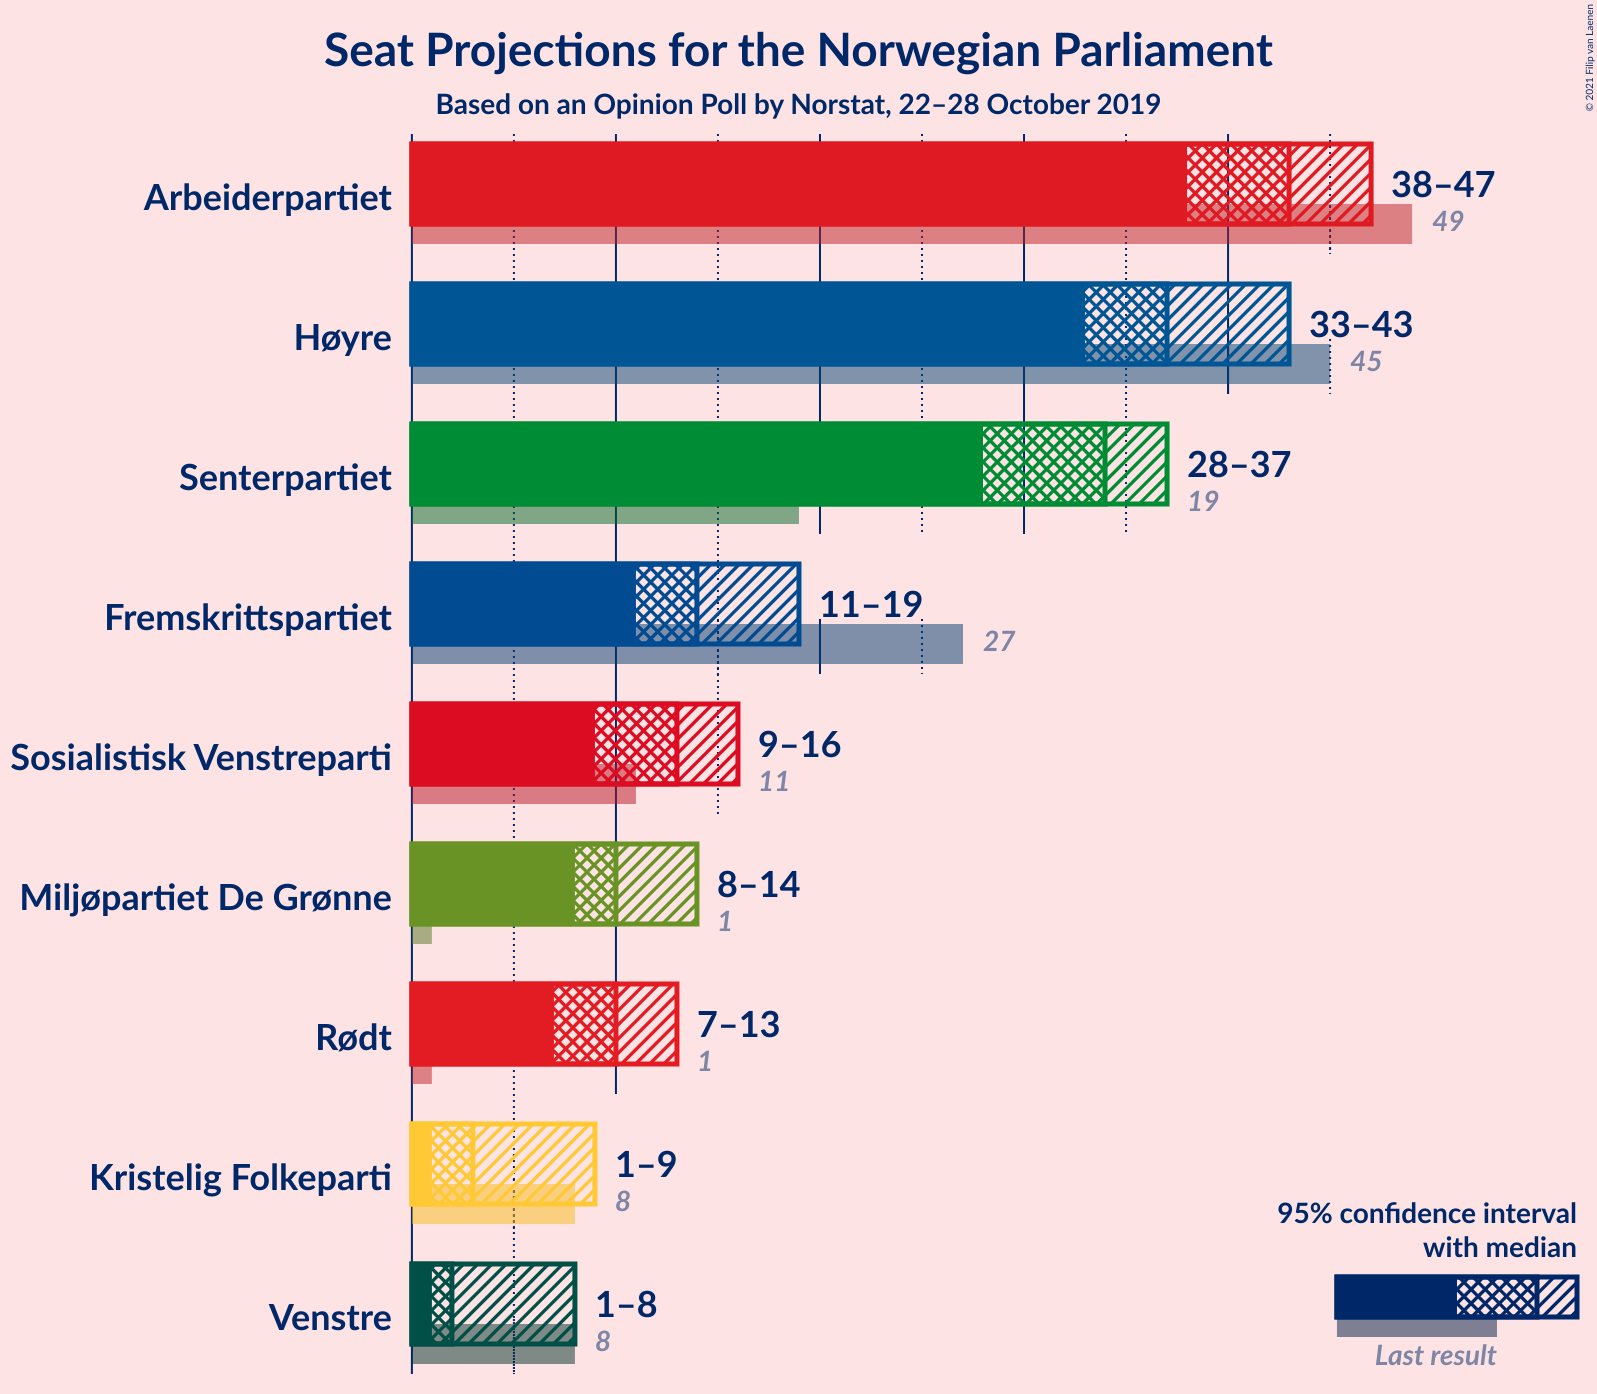 Seat Projections for the Norwegian Parliament
Based on an Opinion Poll by Norstat, 22–28 October 2019
© 2021 Filip van Laenen
Arbeiderpartiet
38–47
49
Høyre
33–43
45
Senterpartiet
28–37
19
Fremskrittspartiet
11–19
27
Sosialistisk Venstreparti
9–16
11
Miljøpartiet De Grønne
8–14
1
Rødt
7–13
1
Kristelig Folkeparti
1–9
8
Venstre
1–8
8
95% confidence interval
with median
Last result